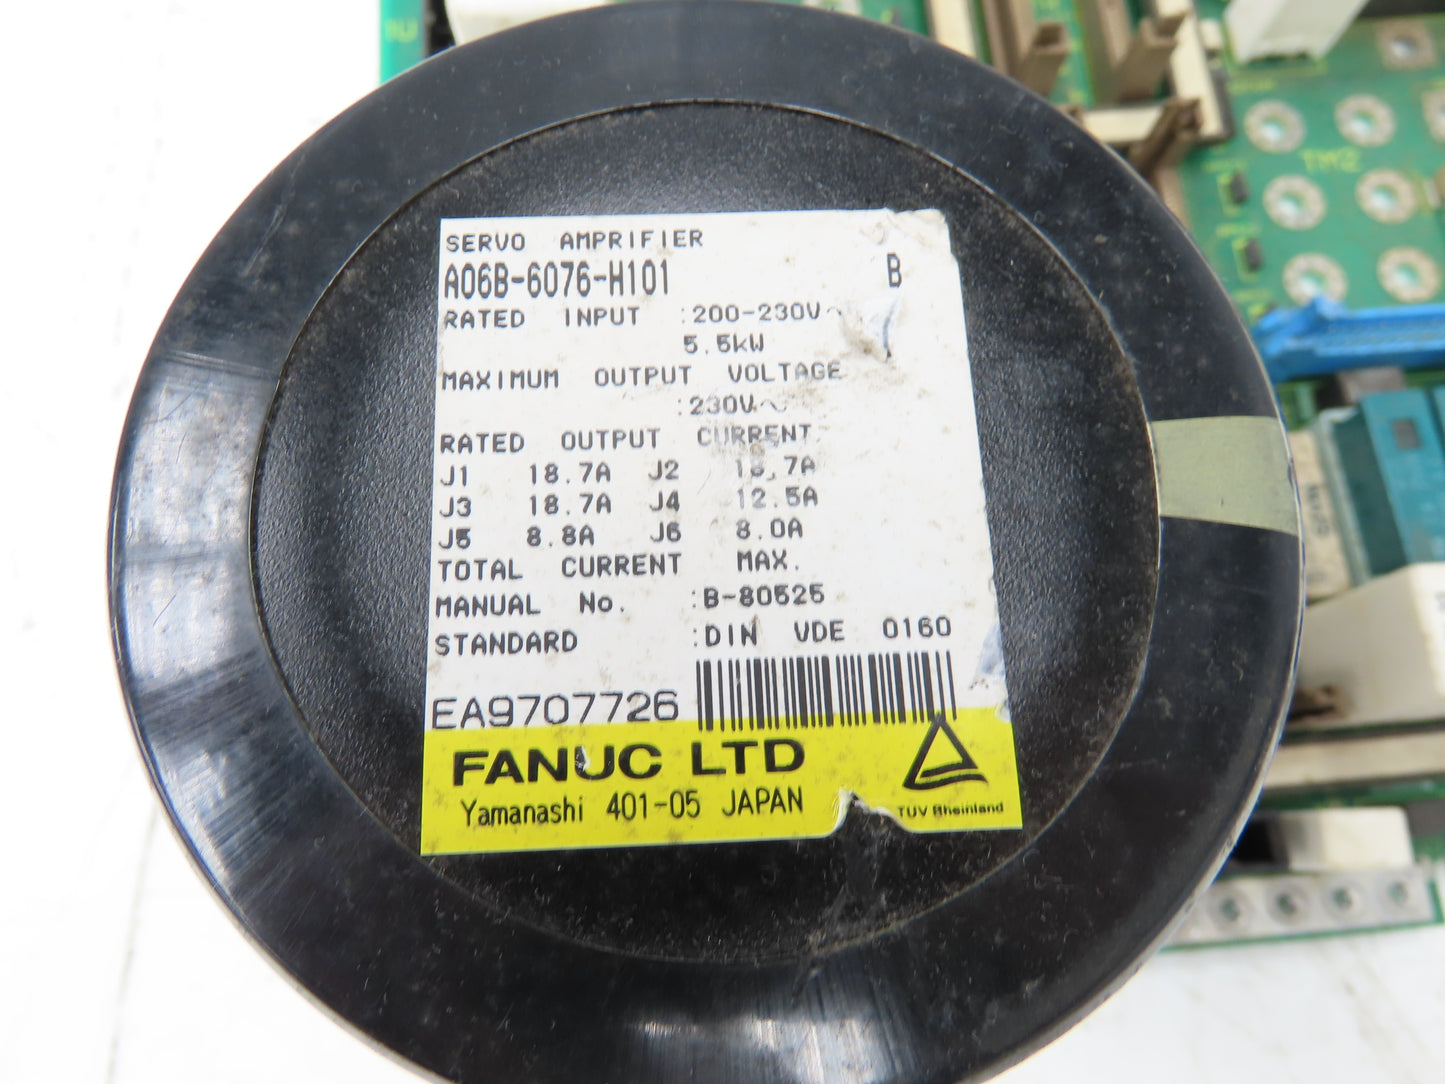 SERVO AMPRIFIER
A06B-6076-H101 B
RATED INPUT :200-230V~
5.5kW
MAXIMUM OUTPUT VOLTAGE
:230V~
RATED OUTPUT CURRENT
J1 18.7A J2 18.7A
J3 18.7A J4 12.5A
J5 8.8A J6 8.0A
TOTAL CURRENT MAX.
MANUAL No. :B-80525
STANDARD :DIN VDE 0160
EA9707726
FANUC LTD
Yamanashi 401-05 JAPAN
TÜV Rheinland
TM2